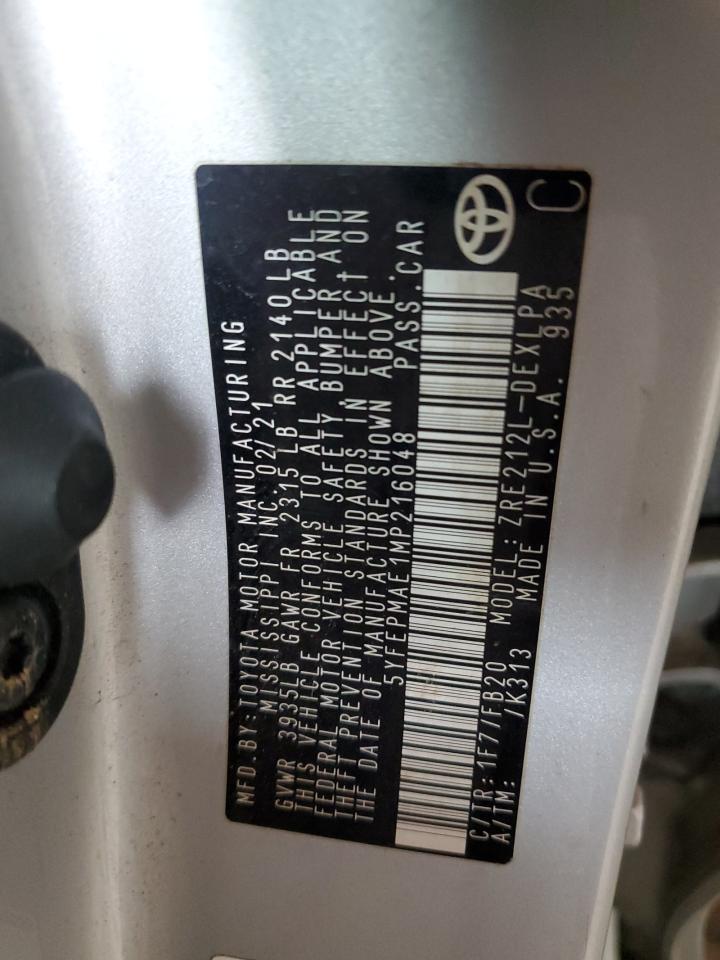 MFD.BY:TOYOTA MOTOR MANUFACTURING
MISSISSIPPI INC. 02/21
GVWR 3935LB GAWR FR 2315 LB RR 2140 LB
THIS VEHICLE CONFORMS TO ALL APPLICABLE
FEDERAL MOTOR VEHICLE SAFETY, BUMPER AND
THEFT PREVENTION STANDARDS IN EFFECT ON
THE DATE OF MANUFACTURE SHOWN ABOVE.
5YFEPMAE1MP216048 PASS.CAR
C/TR: 1F7/FB20 MODEL: ZRE212L-DEXLPA
A/TM: /K313 MADE IN U.S.A. 935
C